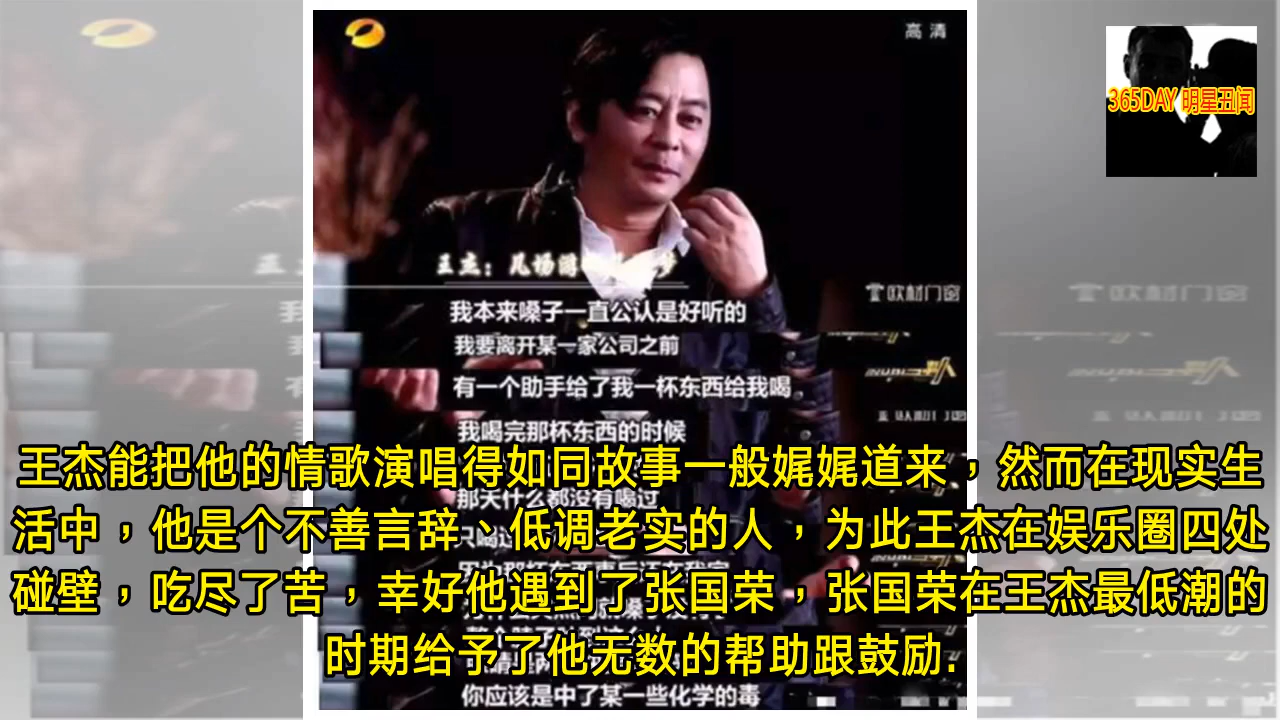 高清
365DAY 明星丑闻
王杰：几场
欧材门窗
我本来嗓子一直公认是好听的
我要离开某一家公司之前
有一个助手给了我一杯东西给我喝
我喝完那杯东西的时候
王杰能把他的情歌演唱得如同故事一般娓娓道来，然而在现实生
那天什么都没有喝过
活中，他是个不善言辞、低调老实的人，为此王杰在娱乐圈四处
碰壁，吃尽了苦，幸好他遇到了张国荣，张国荣在王杰最低潮的
时期给予了他无数的帮助跟鼓励.
你应该是中了某一些化学的毒